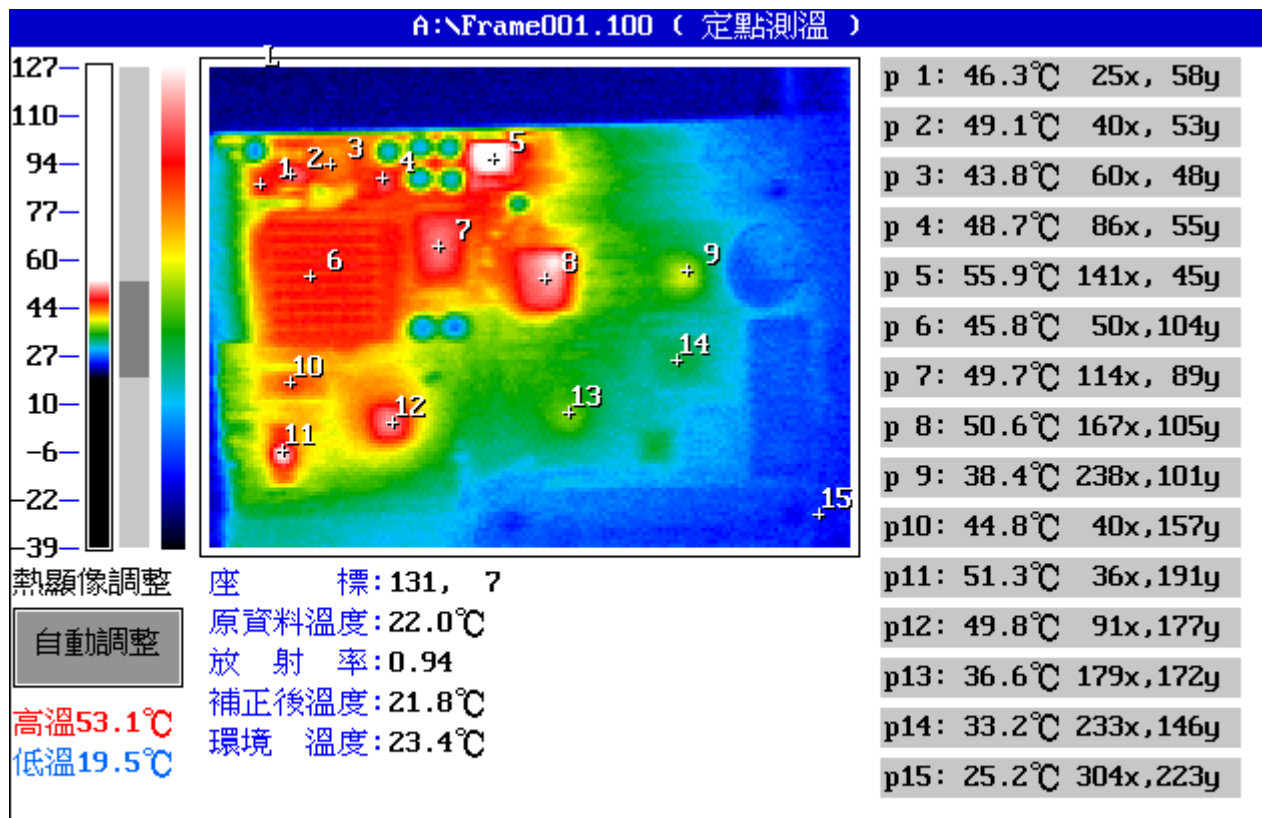 A:\Frame001.100 ( 定點測溫 )
L
127
110
94
77
60
44
27
10
-6
-22
-39
1
2
3
4
5
6
7
8
9
10
11
12
13
14
15
p 1: 46.3℃ 25x, 58y
p 2: 49.1℃ 40x, 53y
p 3: 43.8℃ 60x, 48y
p 4: 48.7℃ 86x, 55y
p 5: 55.9℃ 141x, 45y
p 6: 45.8℃ 50x,104y
p 7: 49.7℃ 114x, 89y
p 8: 50.6℃ 167x,105y
p 9: 38.4℃ 238x,101y
p10: 44.8℃ 40x,157y
p11: 51.3℃ 36x,191y
p12: 49.8℃ 91x,177y
p13: 36.6℃ 179x,172y
p14: 33.2℃ 233x,146y
p15: 25.2℃ 304x,223y
熱顯像調整
自動調整
高溫53.1℃
低溫19.5℃
座 標:131, 7
原資料溫度:22.0℃
放 射 率:0.94
補正後溫度:21.8℃
環境 溫度:23.4℃